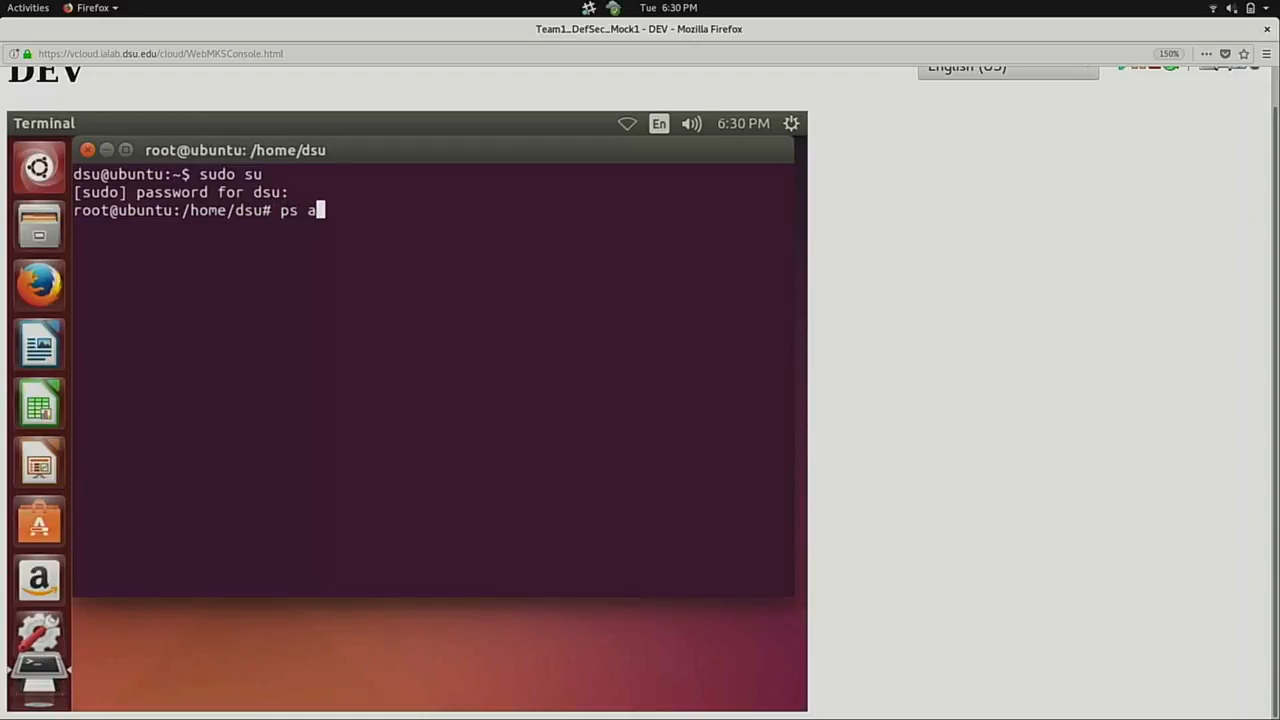 Activities Firefox Tue 6:30 PM
Team1_DefSec_Mock1 - DEV - Mozilla Firefox
https://vcloud.ialab.dsu.edu/cloud/WebMKSConsole.html 150%
DEV English (US)
Terminal En 6:30 PM
root@ubuntu: /home/dsu
dsu@ubuntu:~$ sudo su
[sudo] password for dsu:
root@ubuntu:/home/dsu# ps a